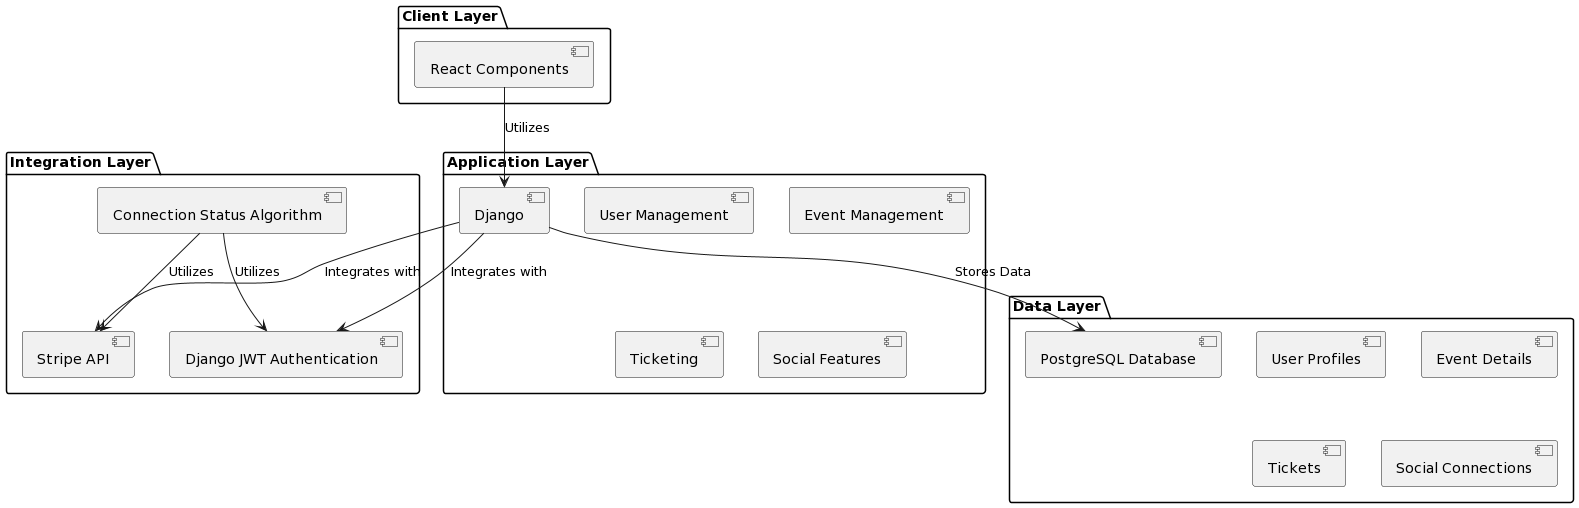 Client Layer
React Components
Utilizes
Integration Layer
Application Layer
Connection Status Algorithm
Django
User Management
Event Management
Utilizes
Utilizes
Integrates with
Integrates with
Stores Data
Data Layer
Stripe API
Django JWT Authentication
Ticketing
Social Features
PostgreSQL Database
User Profiles
Event Details
Tickets
Social Connections